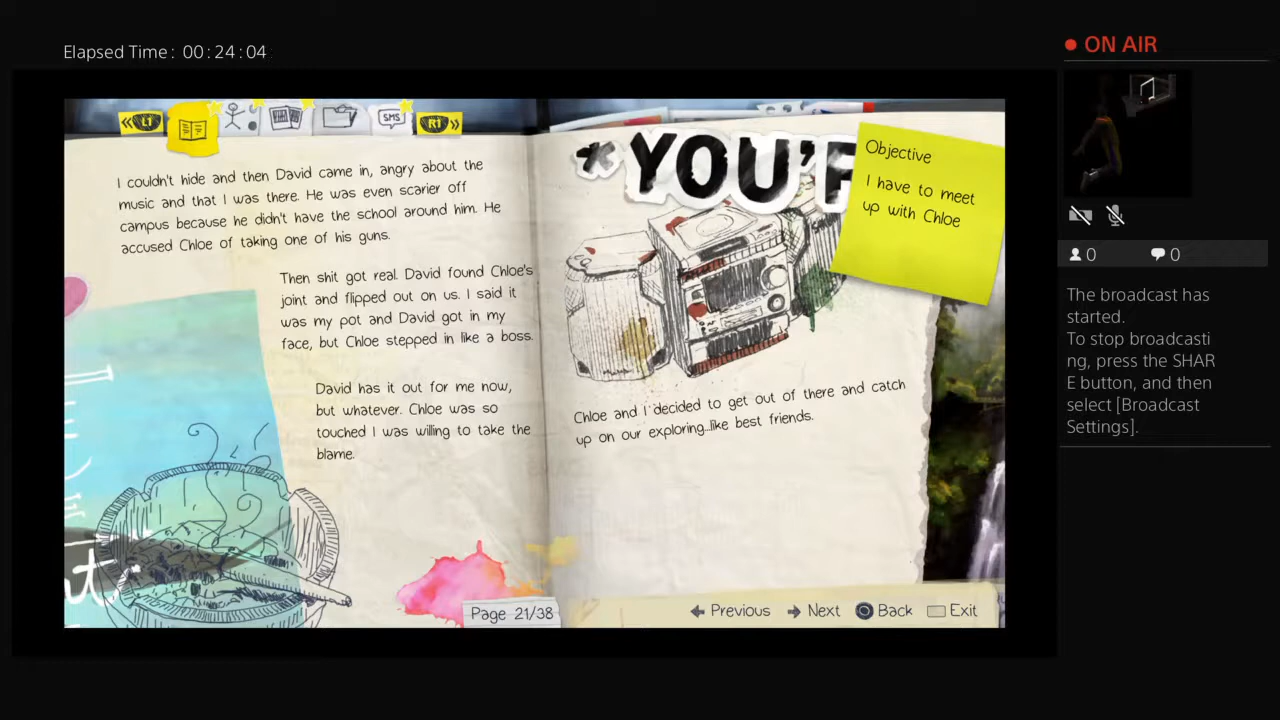 Elapsed Time: 00:24:04
ON AIR
L1
SMS
R1
I couldn't hide and then David came in, angry about the
music and that I was there. He was even scarier off
campus because he didn't have the school around him. He
accused Chloe of taking one of his guns.
Then shit got real. David found Chloe's
joint and flipped out on us. I said it
was my pot and David got in my
face, but Chloe stepped in like a boss.
David has it out for me now,
but whatever. Chloe was so
touched I was willing to take the
blame.
* YOU'R
Objective
I have to meet
up with Chloe
Chloe and I decided to get out of there and catch
up on our exploring...like best friends.
Page 21/38
Previous
Next
Back
Exit
0
0
The broadcast has
started.
To stop broadcasti
ng, press the SHAR
E button, and then
select [Broadcast
Settings].